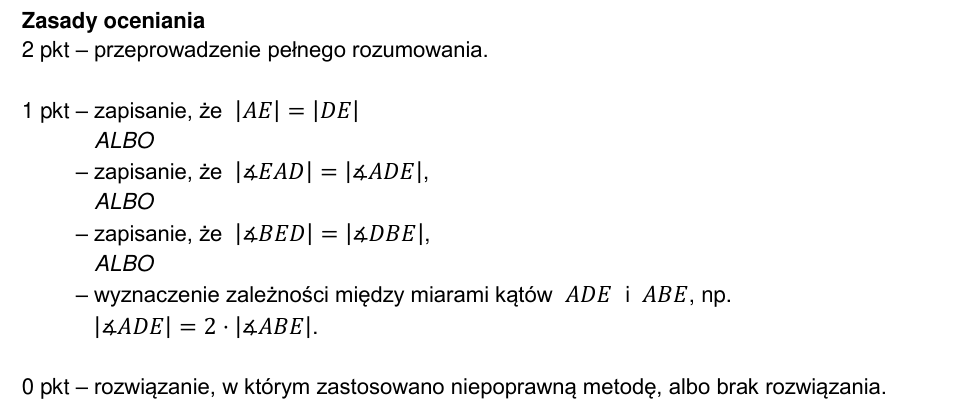 Zasady oceniania
2 pkt – przeprowadzenie pełnego rozumowania.
1 pkt – zapisanie, że |AE| = |DE|
ALBO
– zapisanie, że |∡EAD| = |∡ADE|,
ALBO
– zapisanie, że |∡BED| = |∡DBE|,
ALBO
– wyznaczenie zależności między miarami kątów ADE i ABE, np.
|∡ADE| = 2 · |∡ABE|.
0 pkt – rozwiązanie, w którym zastosowano niepoprawną metodę, albo brak rozwiązania.